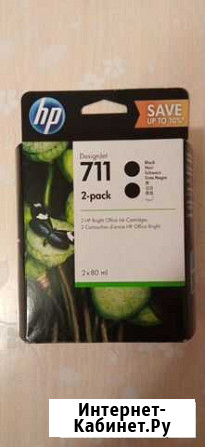 hp
SAVE
UP TO 10%*
DesignJet
711
2-pack
Black
Noir
Schwarz
2 HP Bright Office Ink Cartridges
2 Cartouches d'encre HP Office Bright
2 x 80 ml
Интернет-
Кабинет.Ру